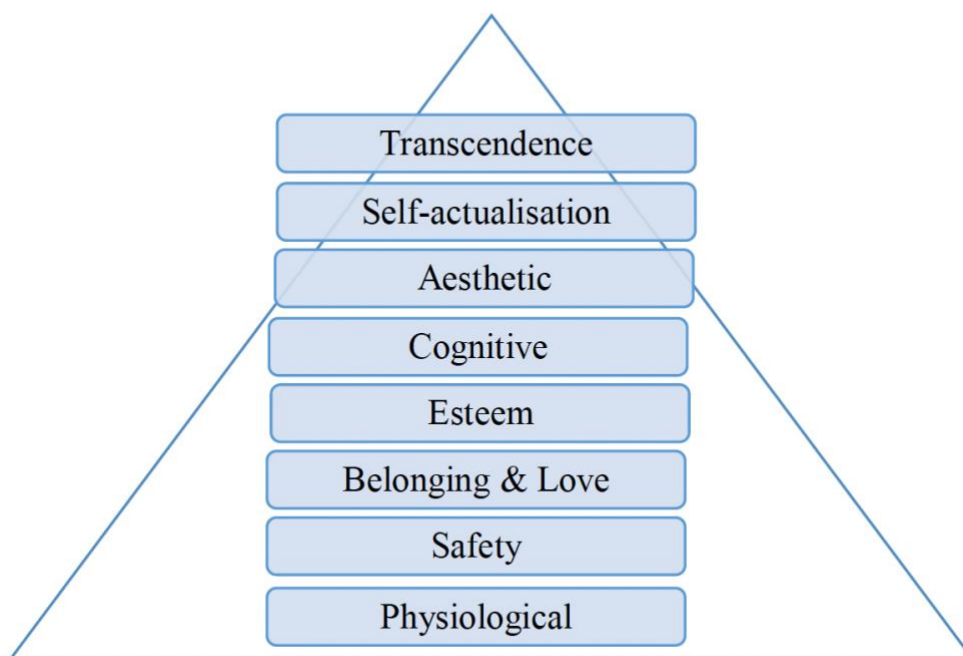 Transcendence
Self-actualisation
Aesthetic
Cognitive
Esteem
Belonging & Love
Safety
Physiological